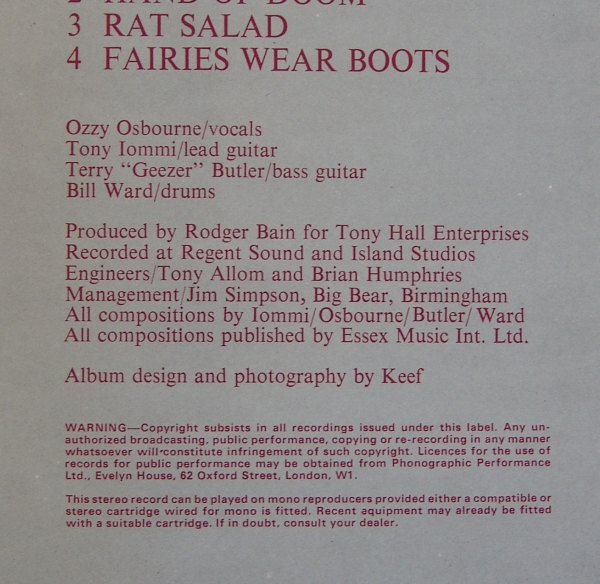 2 HAND OF DOOM
3 RAT SALAD
4 FAIRIES WEAR BOOTS
Ozzy Osbourne/vocals
Tony Iommi/lead guitar
Terry “Geezer” Butler/bass guitar
Bill Ward/drums
Produced by Rodger Bain for Tony Hall Enterprises
Recorded at Regent Sound and Island Studios
Engineers/Tony Allom and Brian Humphries
Management/Jim Simpson, Big Bear, Birmingham
All compositions by Iommi/Osbourne/Butler/Ward
All compositions published by Essex Music Int. Ltd.
Album design and photography by Keef
WARNING—Copyright subsists in all recordings issued under this label. Any un-
authorized broadcasting, public performance, copying or re-recording in any manner
whatsoever will constitute infringement of such copyright. Licences for the use of
records for public performance may be obtained from Phonographic Performance
Ltd., Evelyn House, 62 Oxford Street, London, W1.
This stereo record can be played on mono reproducers provided either a compatible or
stereo cartridge wired for mono is fitted. Recent aquipment may already be fitted
with a suitable cartridge. If in doubt, consult your dealer.